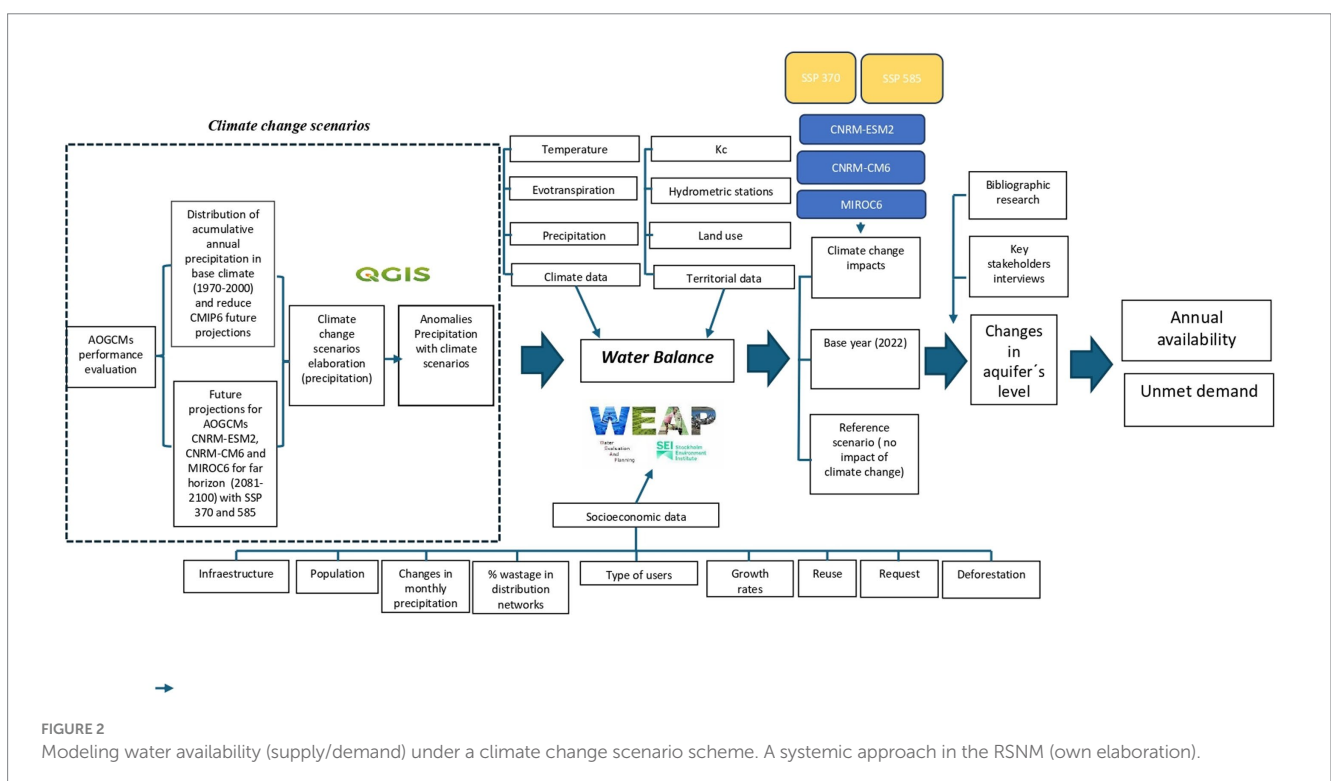 SSP 370
SSP 585
Climate change scenarios
CNRM-ESM2
CNRM-CM6
MIROC6
Temperature
Evotranspiration
Precipitation
Climate data
Kc
Hydrometric stations
Land use
Territorial data
Bibliographic
research
Key
stakeholders
interviews
AOGCMs
performance
evaluation
Distribution of
acumulative
annual
precipitation in
base climate
(1970-2000)
and reduce
CMIP6 future
projections
Future
projections for
AOGCMs
CNRM-ESM2,
CNRM-CM6 and
MIROC6 for far
horizon (2081-
2100) with SSP
370 and 585
QGIS
Climate
change
scenarios
elaboration
(precipitation)
Anomalies
Precipitation
with climate
scenarios
Water Balance
WEAP
Water
Evaluation
And
Planning
SEI Stockholm
Environment
Institute
Climate change
impacts
Base year (2022)
Reference
scenario ( no
impact of
climate change)
Changes in
aquifer´s
level
Annual
availability
Unmet demand
Socioeconomic data
Infraestructure
Population
Changes in
monthly
precipitation
% wastage in
distribution
networks
Type of users
Growth
rates
Reuse
Request
Deforestation
FIGURE 2
Modeling water availability (supply/demand) under a climate change scenario scheme. A systemic approach in the RSNM (own elaboration).